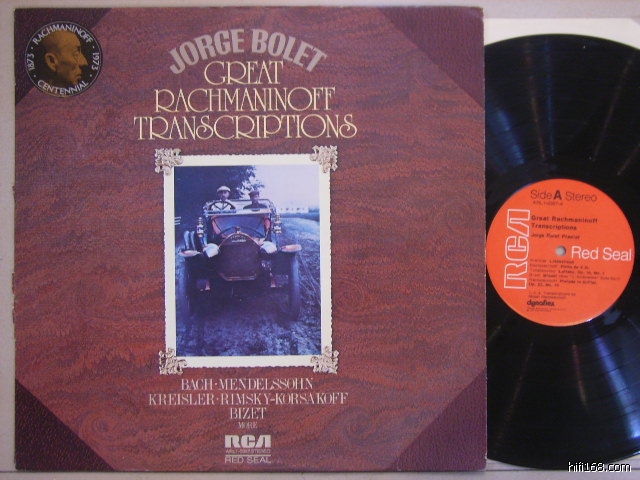 1873 • RACHMANINOFF • 1973
CENTENNIAL
JORGE BOLET
GREAT
RACHMANINOFF
TRANSCRIPTIONS
BACH • MENDELSSOHN
KREISLER • RIMSKY-KORSAKOFF
BIZET
MORE
RCA
STEREO
RED SEAL
Side A Stereo
Great Rachmaninoff
Transcriptions
Jorge Bolet Pianist
RCA
Red Seal
dynaflex
hifi168.com